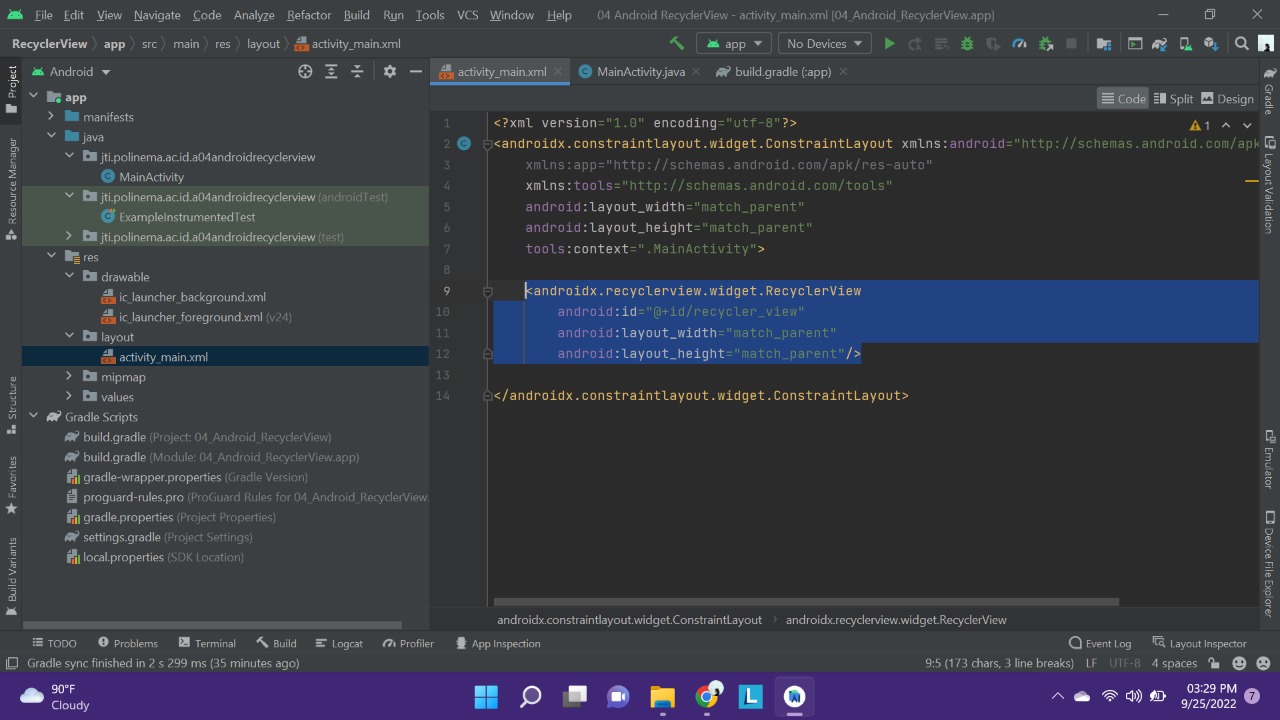 File Edit View Navigate Code Analyze Refactor Build Run Tools VCS Window Help 04 Android RecyclerView - activity_main.xml [04_Android_RecyclerView.app]
RecyclerView app src main res layout activity_main.xml app No Devices
Project
Android
activity_main.xml MainActivity.java build.gradle (:app)
Code Split Design
app
manifests
java
jti.polinema.ac.id.a04androidrecyclerview
MainActivity
jti.polinema.ac.id.a04androidrecyclerview (androidTest)
ExampleInstrumentedTest
jti.polinema.ac.id.a04androidrecyclerview (test)
res
drawable
ic_launcher_background.xml
ic_launcher_foreground.xml (v24)
layout
activity_main.xml
mipmap
values
Gradle Scripts
build.gradle (Project: 04_Android_RecyclerView)
build.gradle (Module: 04_Android_RecyclerView.app)
gradle-wrapper.properties (Gradle Version)
proguard-rules.pro (ProGuard Rules for 04_Android_RecyclerView.
gradle.properties (Project Properties)
settings.gradle (Project Settings)
local.properties (SDK Location)
Resource Manager
Structure
Favorites
Build Variants
1 <?xml version="1.0" encoding="utf-8"?>
1
2 <androidx.constraintlayout.widget.ConstraintLayout xmlns:android="http://schemas.android.com/apk
3 xmlns:app="http://schemas.android.com/apk/res-auto"
4 xmlns:tools="http://schemas.android.com/tools"
5 android:layout_width="match_parent"
6 android:layout_height="match_parent"
7 tools:context=".MainActivity">
8
9 <androidx.recyclerview.widget.RecyclerView
10 android:id="@+id/recycler_view"
11 android:layout_width="match_parent"
12 android:layout_height="match_parent"/>
13
14 </androidx.constraintlayout.widget.ConstraintLayout>
Gradle
Layout Validation
Emulator
Device File Explorer
androidx.constraintlayout.widget.ConstraintLayout androidx.recyclerview.widget.RecyclerView
TODO Problems Terminal Build Logcat Profiler App Inspection Event Log Layout Inspector
Gradle sync finished in 2 s 299 ms (35 minutes ago) 9:5 (173 chars, 3 line breaks) LF UTF-8 4 spaces
90°F
Cloudy
L
03:29 PM
9/25/2022
7